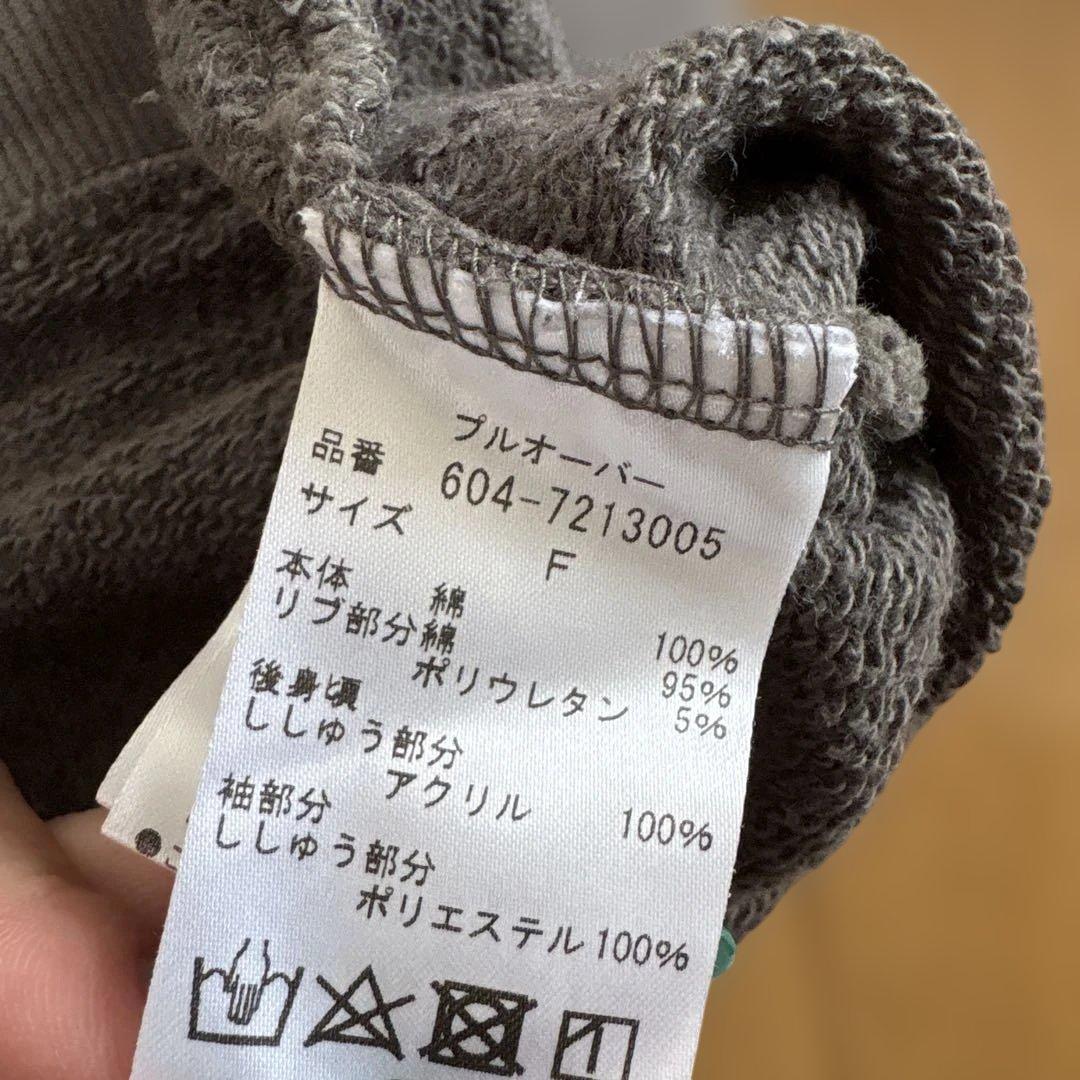 プルオーバー
品番 604-7213005
サイズ F
本体 綿 100%
リブ部分綿 95%
ポリウレタン 5%
後身頃
ししゅう部分
アクリル 100%
袖部分
ししゅう部分
ポリエステル100%